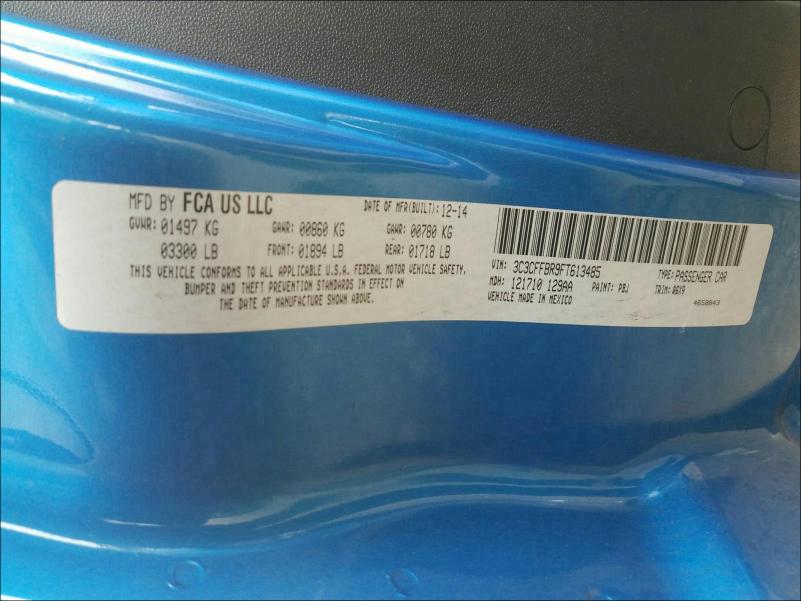 MFD BY FCA US LLC DATE OF MFR(BUILT): 12-14
GVWR: 01497 KG GAWR: 00860 KG GAWR: 00780 KG
03300 LB FRONT: 01894 LB REAR: 01718 LB
THIS VEHICLE CONFORMS TO ALL APPLICABLE U.S.A. FEDERAL MOTOR VEHICLE SAFETY,
BUMPER AND THEFT PREVENTION STANDARDS IN EFFECT ON
THE DATE OF MANUFACTURE SHOWN ABOVE.
VIN: 3C3CFFBR9FT613485 TYPE: PASSENGER CAR
MDH: 121710 129AA PAINT: PBJ TRIM: 06X9
VEHICLE MADE IN MEXICO 4658843